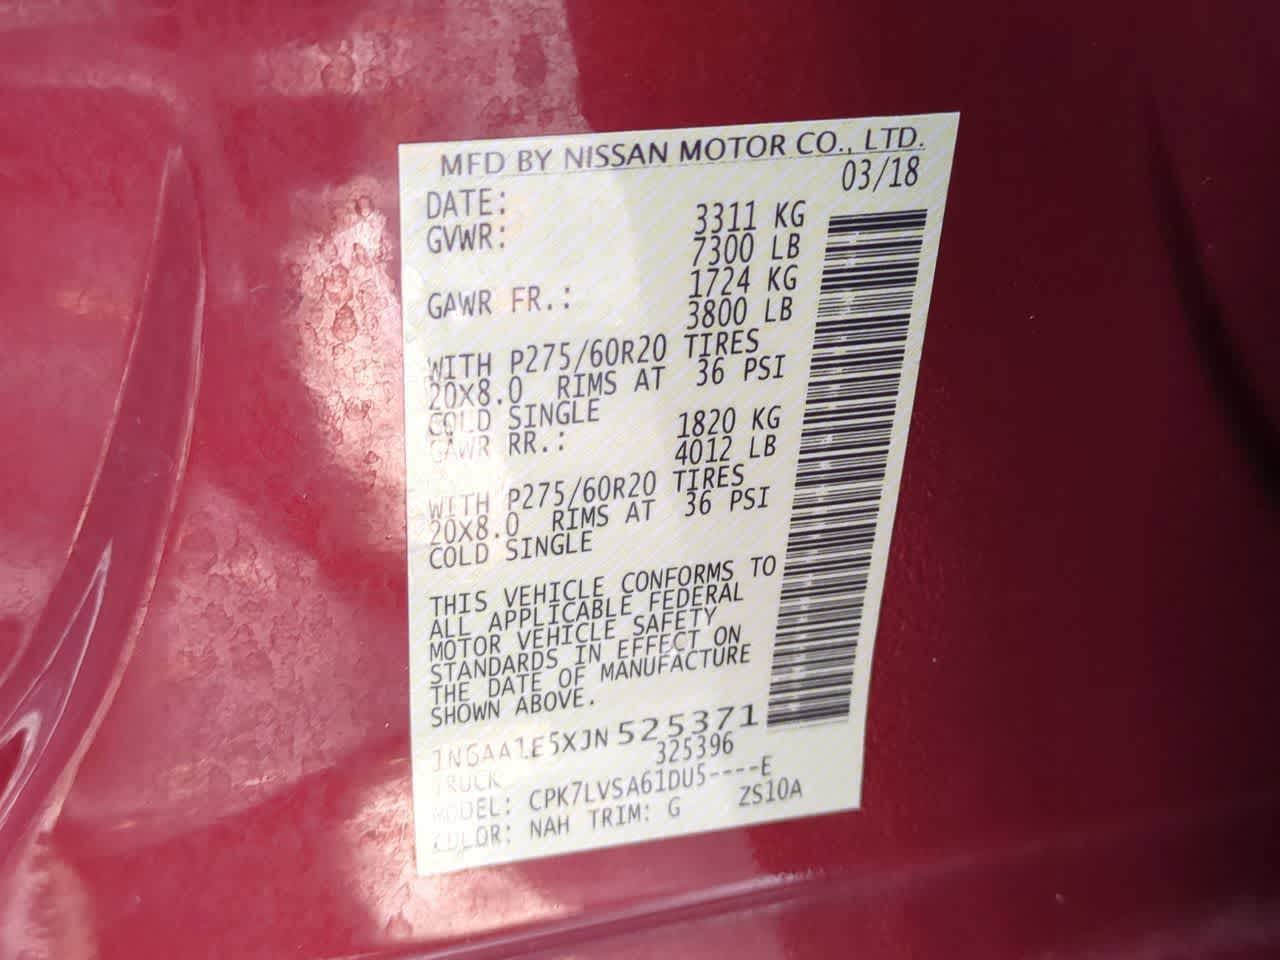 MFD BY NISSAN MOTOR CO., LTD.
DATE: 03/18
GVWR: 3311 KG
7300 LB
GAWR FR.: 1724 KG
3800 LB
WITH P275/60R20 TIRES
20X8.0 RIMS AT 36 PSI
COLD SINGLE
GAWR RR.: 1820 KG
4012 LB
WITH P275/60R20 TIRES
20X8.0 RIMS AT 36 PSI
COLD SINGLE
THIS VEHICLE CONFORMS TO
ALL APPLICABLE FEDERAL
MOTOR VEHICLE SAFETY
STANDARDS IN EFFECT ON
THE DATE OF MANUFACTURE
SHOWN ABOVE.
1N6AA1E5XJN525371
TRUCK 325396
MODEL: CPK7LVSA61DU5----E
COLOR: NAH TRIM: G ZS10A